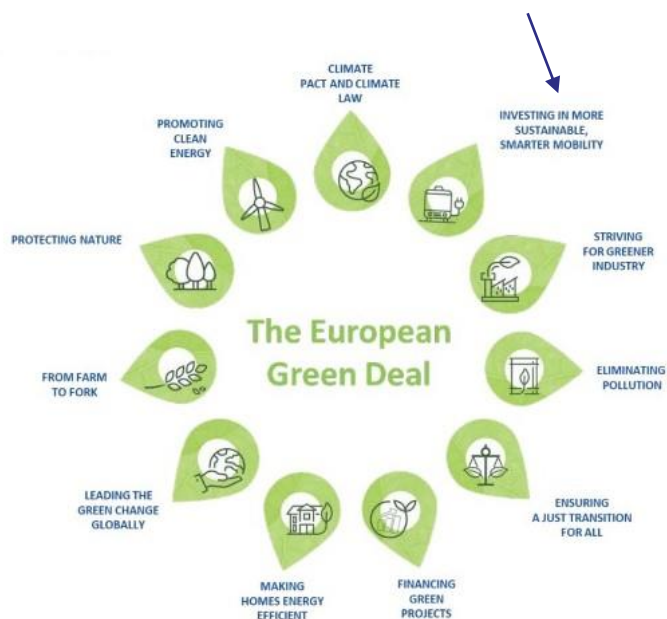 CLIMATE
PACT AND CLIMATE
LAW
INVESTING IN MORE
SUSTAINABLE,
SMARTER MOBILITY
PROMOTING
CLEAN
ENERGY
PROTECTING NATURE
STRIVING
FOR GREENER
INDUSTRY
The European
Green Deal
FROM FARM
TO FORK
ELIMINATING
POLLUTION
LEADING THE
GREEN CHANGE
GLOBALLY
ENSURING
A JUST TRANSITION
FOR ALL
MAKING
HOMES ENERGY
EFFICIENT
FINANCING
GREEN
PROJECTS